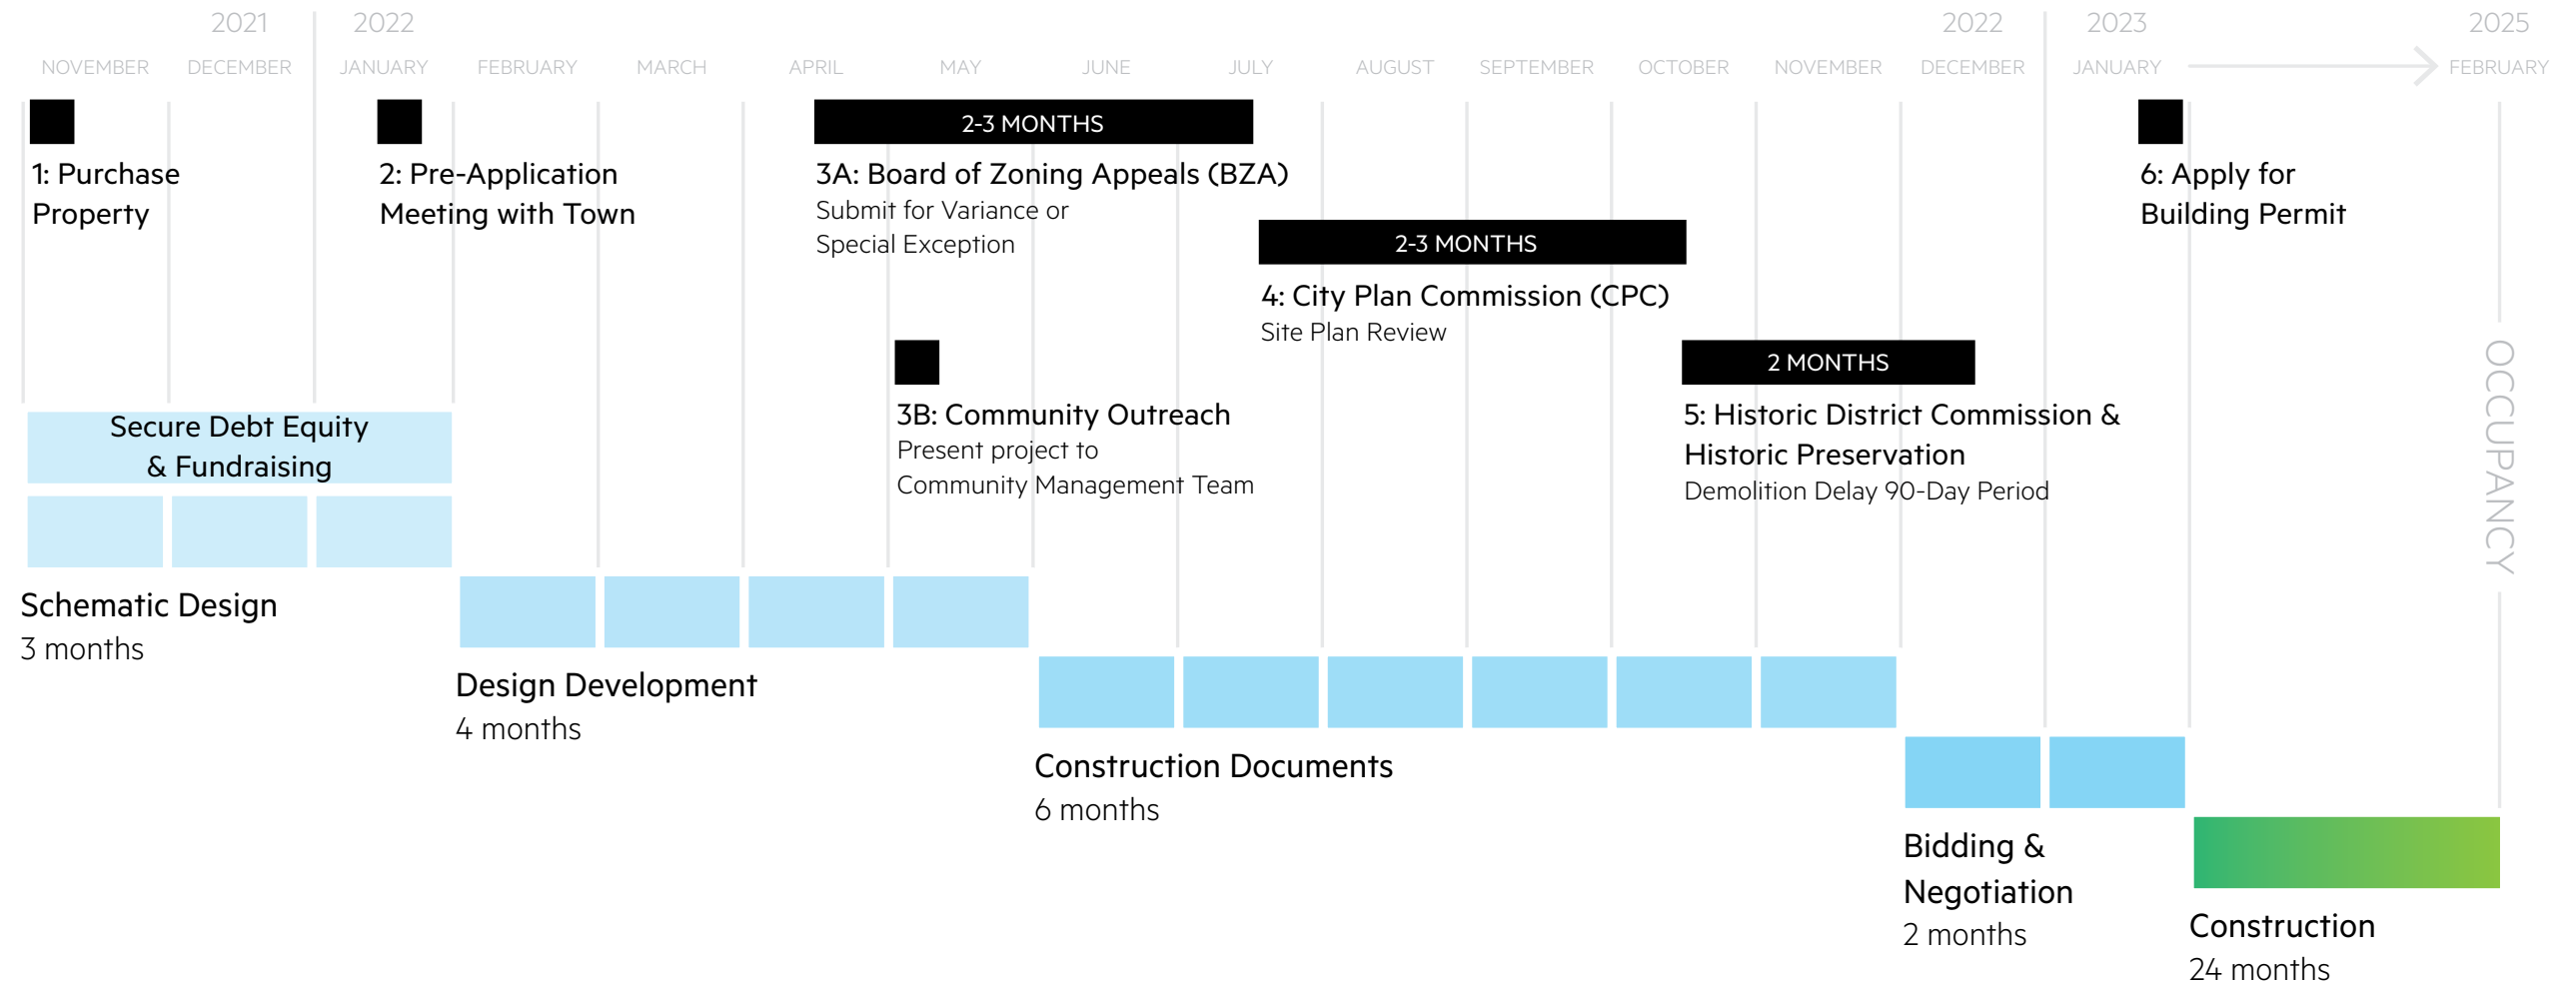 2021
2022
2022
2023
2025
NOVEMBER
DECEMBER
JANUARY
FEBRUARY
MARCH
APRIL
MAY
JUNE
JULY
AUGUST
SEPTEMBER
OCTOBER
NOVEMBER
DECEMBER
JANUARY
FEBRUARY
1: Purchase
Property
2: Pre-Application
Meeting with Town
2-3 MONTHS
3A: Board of Zoning Appeals (BZA)
Submit for Variance or
Special Exception
2-3 MONTHS
4: City Plan Commission (CPC)
Site Plan Review
3B: Community Outreach
Present project to
Community Management Team
2 MONTHS
5: Historic District Commission &
Historic Preservation
Demolition Delay 90-Day Period
6: Apply for
Building Permit
OCCUPANCY
Secure Debt Equity
& Fundraising
Schematic Design
3 months
Design Development
4 months
Construction Documents
6 months
Bidding &
Negotiation
2 months
Construction
24 months